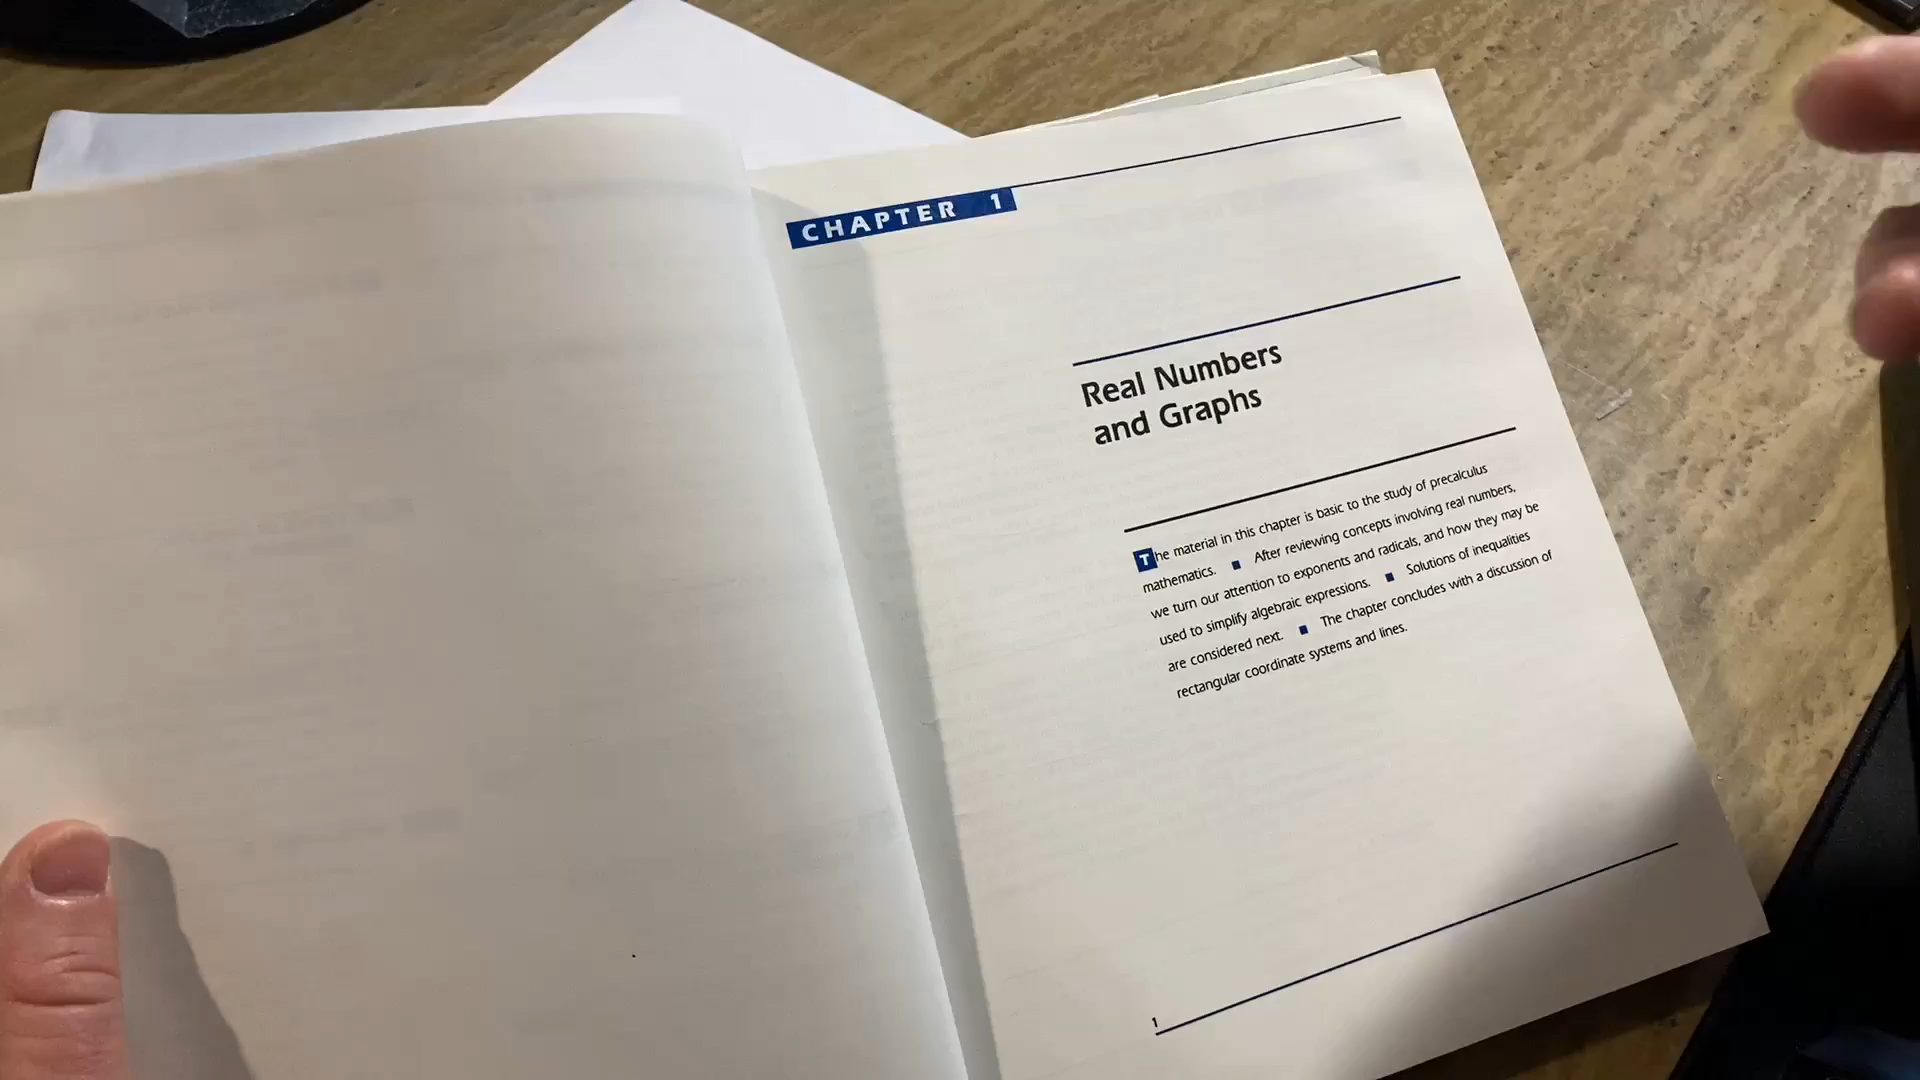 CHAPTER 1
Real Numbers
and Graphs
The material in this chapter is basic to the study of precalculus
mathematics. ■ After reviewing concepts involving real numbers,
we turn our attention to exponents and radicals, and how they may be
used to simplify algebraic expressions. ■ Solutions of inequalities
are considered next. ■ The chapter concludes with a discussion of
rectangular coordinate systems and lines.
1